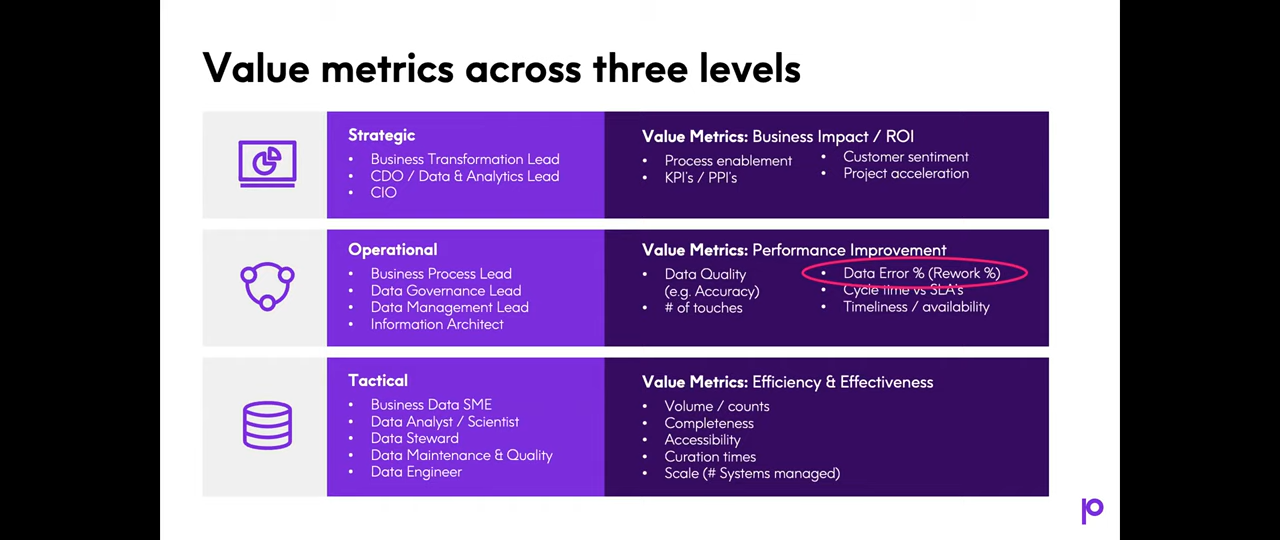 Value metrics across three levels
Strategic
• Business Transformation Lead
• CDO / Data & Analytics Lead
• CIO
Value Metrics: Business Impact / ROI
• Process enablement
• KPI's / PPI's
• Customer sentiment
• Project acceleration
Operational
• Business Process Lead
• Data Governance Lead
• Data Management Lead
• Information Architect
Value Metrics: Performance Improvement
• Data Quality
(e.g. Accuracy)
• # of touches
• Data Error % (Rework %)
• Cycle time vs SLA's
• Timeliness / availability
Tactical
• Business Data SME
• Data Analyst / Scientist
• Data Steward
• Data Maintenance & Quality
• Data Engineer
Value Metrics: Efficiency & Effectiveness
• Volume / counts
• Completeness
• Accessibility
• Curation times
• Scale (# Systems managed)